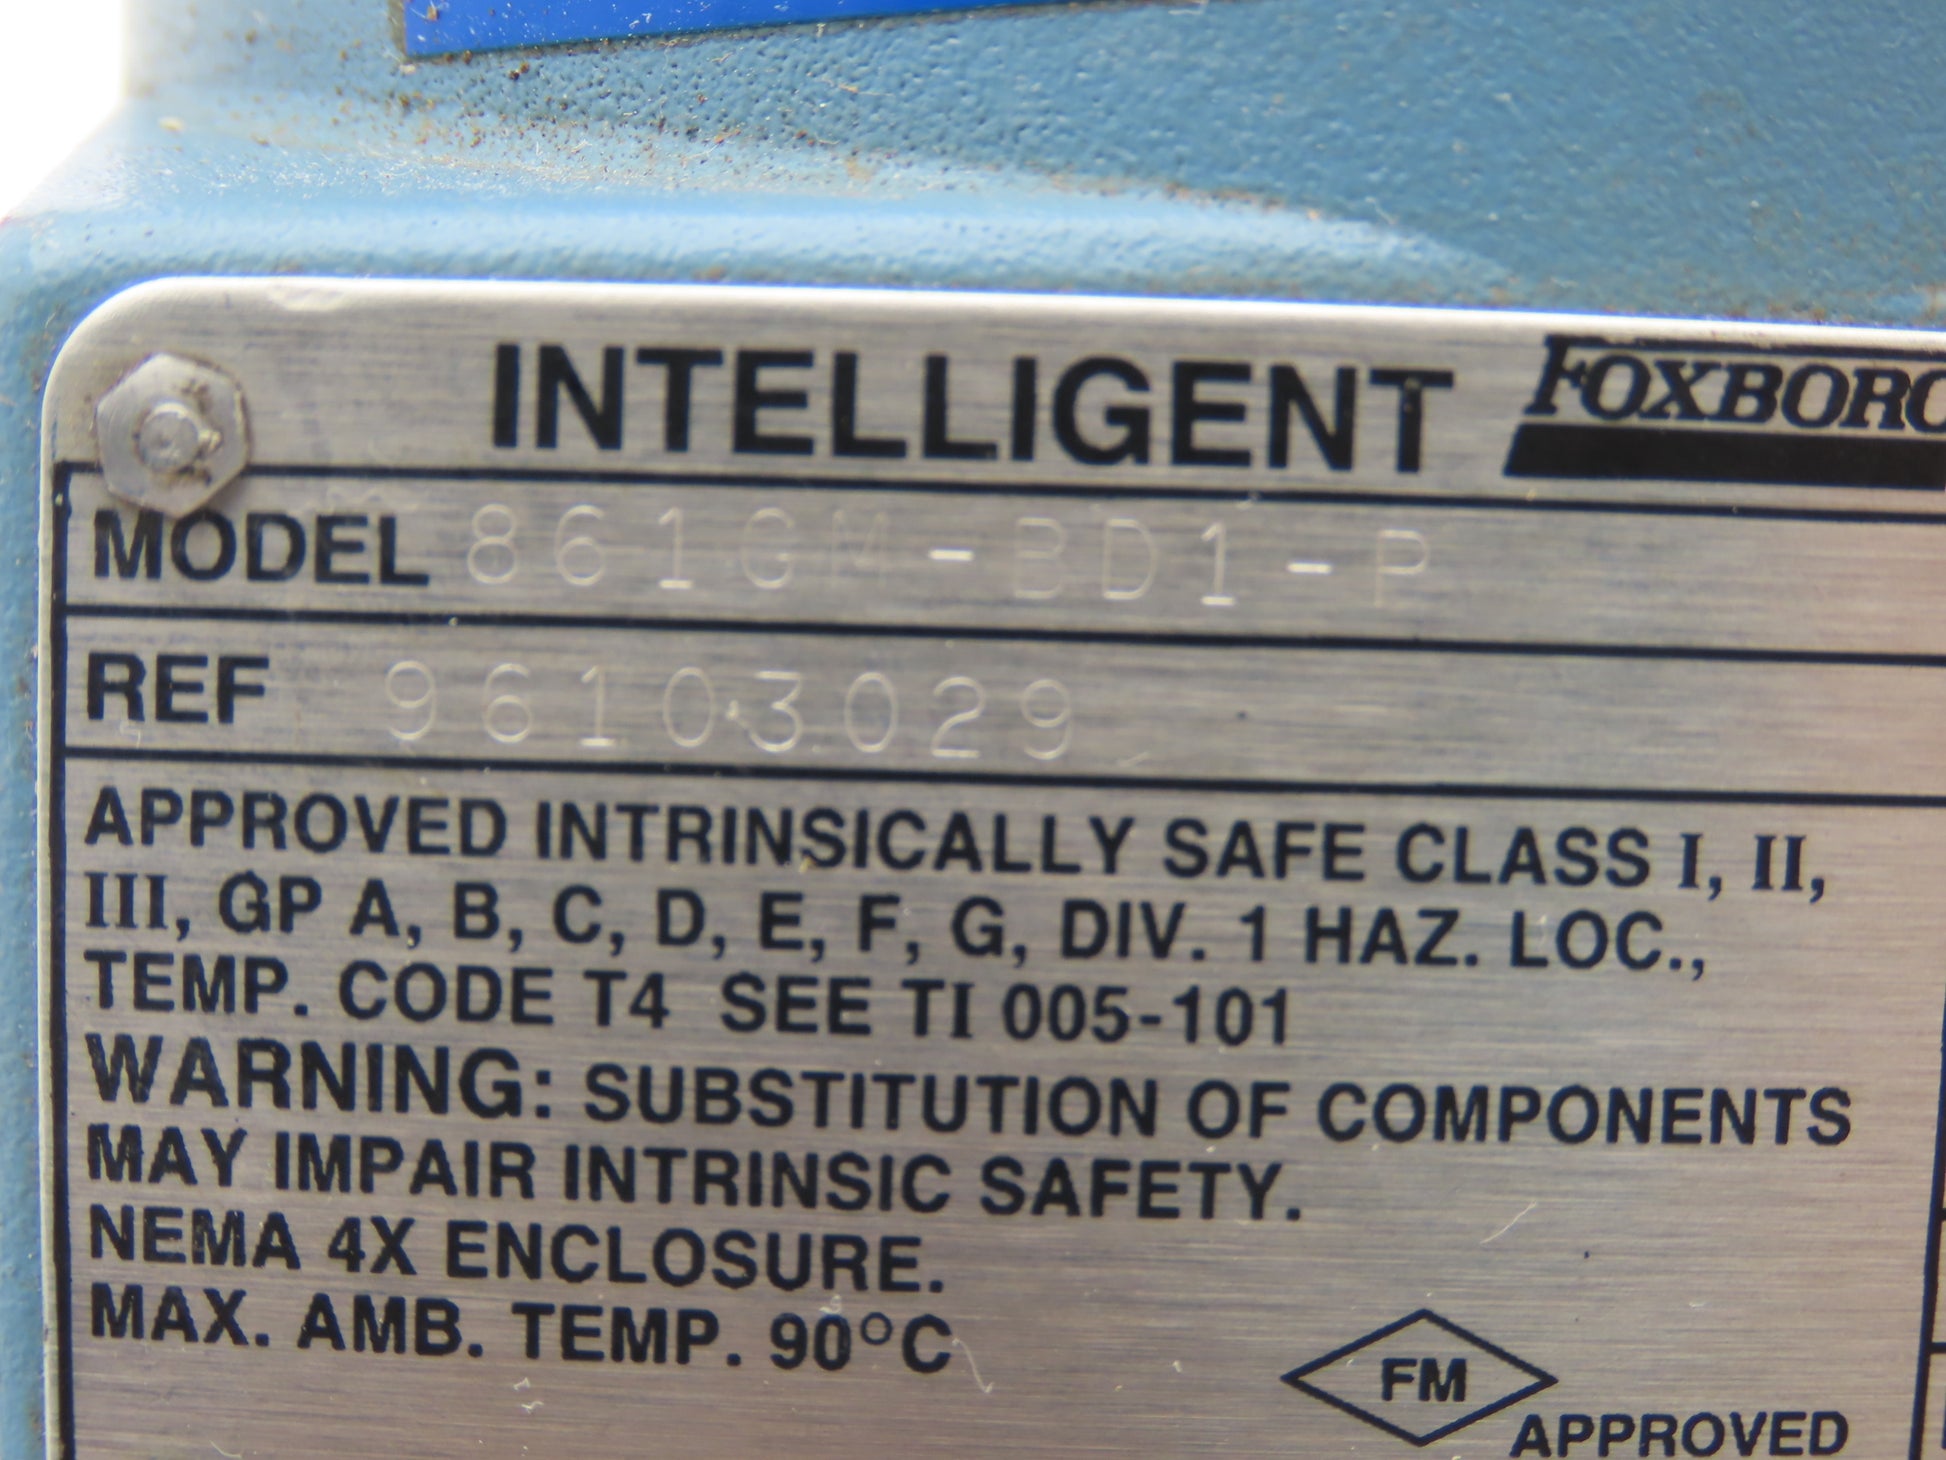 INTELLIGENT FOXBORO
MODEL 861GM-BD1-P
REF 96103029
APPROVED INTRINSICALLY SAFE CLASS I, II,
III, GP A, B, C, D, E, F, G, DIV. 1 HAZ. LOC.,
TEMP. CODE T4 SEE TI 005-101
WARNING: SUBSTITUTION OF COMPONENTS
MAY IMPAIR INTRINSIC SAFETY.
NEMA 4X ENCLOSURE.
MAX. AMB. TEMP. 90°C
FM
APPROVED